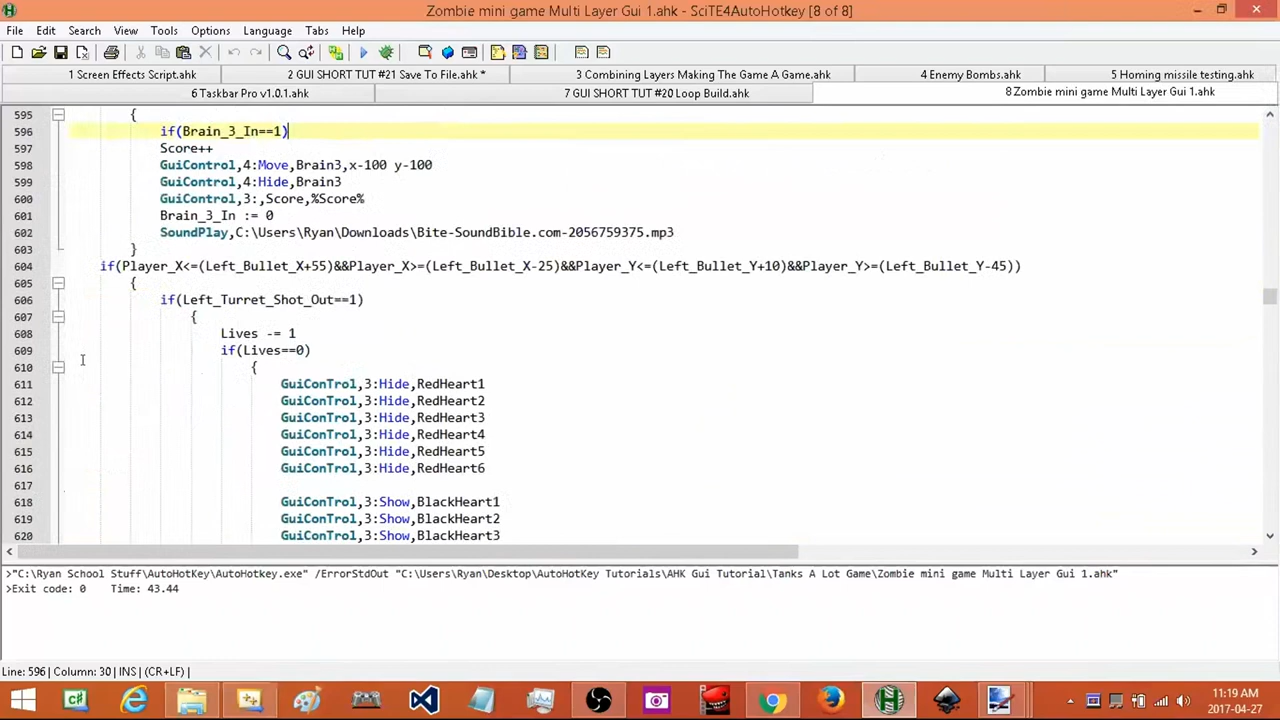 Zombie mini game Multi Layer Gui 1.ahk - SciTE4AutoHotkey [8 of 8]
File Edit Search View Tools Options Language Tabs Help
1 Screen Effects Script.ahk 2 GUI SHORT TUT #21 Save To File.ahk * 3 Combining Layers Making The Game A Game.ahk 4 Enemy Bombs.ahk 5 Homing missile testing.ahk
6 Taskbar Pro v1.0.1.ahk 7 GUI SHORT TUT #20 Loop Build.ahk 8 Zombie mini game Multi Layer Gui 1.ahk
595 {
596 if(Brain_3_In==1)
597 Score++
598 GuiControl,4:Move,Brain3,x-100 y-100
599 GuiControl,4:Hide,Brain3
600 GuiControl,3:,Score,%Score%
601 Brain_3_In := 0
602 SoundPlay,C:\Users\Ryan\Downloads\Bite-SoundBible.com-2056759375.mp3
603 }
604 if(Player_X<=(Left_Bullet_X+55)&&Player_X>=(Left_Bullet_X-25)&&Player_Y<=(Left_Bullet_Y+10)&&Player_Y>=(Left_Bullet_Y-45))
605 {
606 if(Left_Turret_Shot_Out==1)
607 {
608 Lives -= 1
609 if(Lives==0)
610 {
611 GuiConTrol,3:Hide,RedHeart1
612 GuiConTrol,3:Hide,RedHeart2
613 GuiConTrol,3:Hide,RedHeart3
614 GuiConTrol,3:Hide,RedHeart4
615 GuiConTrol,3:Hide,RedHeart5
616 GuiConTrol,3:Hide,RedHeart6
617
618 GuiConTrol,3:Show,BlackHeart1
619 GuiConTrol,3:Show,BlackHeart2
620 GuiConTrol,3:Show,BlackHeart3
>"C:\Ryan School Stuff\AutoHotKey\AutoHotkey.exe" /ErrorStdOut "C:\Users\Ryan\Desktop\AutoHotKey Tutorials\AHK Gui Tutorial\Tanks A Lot Game\Zombie mini game Multi Layer Gui 1.ahk"
>Exit code: 0 Time: 43.44
Line: 596 | Column: 30 | INS | (CR+LF) |
11:19 AM
2017-04-27